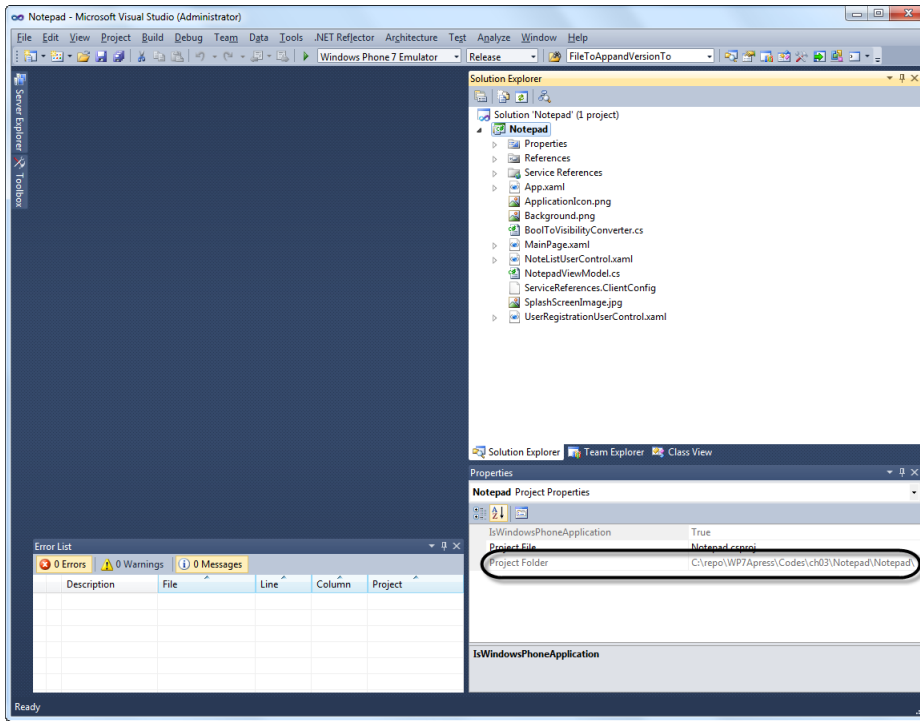 Notepad - Microsoft Visual Studio (Administrator)
File Edit View Project Build Debug Team Data Tools .NET Reflector Architecture Test Analyze Window Help
Windows Phone 7 Emulator Release FileToAppandVersionTo
Server Explorer
Toolbox
Solution Explorer
Solution 'Notepad' (1 project)
Notepad
Properties
References
Service References
App.xaml
ApplicationIcon.png
Background.png
BoolToVisibilityConverter.cs
MainPage.xaml
NoteListUserControl.xaml
NotepadViewModel.cs
ServiceReferences.ClientConfig
SplashScreenImage.jpg
UserRegistrationUserControl.xaml
Solution Explorer Team Explorer Class View
Properties
Notepad Project Properties
IsWindowsPhoneApplication True
Project File Notepad.csproj
Project Folder C:\repo\WP7Apress\Codes\ch03\Notepad\Notepad\
IsWindowsPhoneApplication
Error List
0 Errors 0 Warnings 0 Messages
Description File Line Column Project
Ready